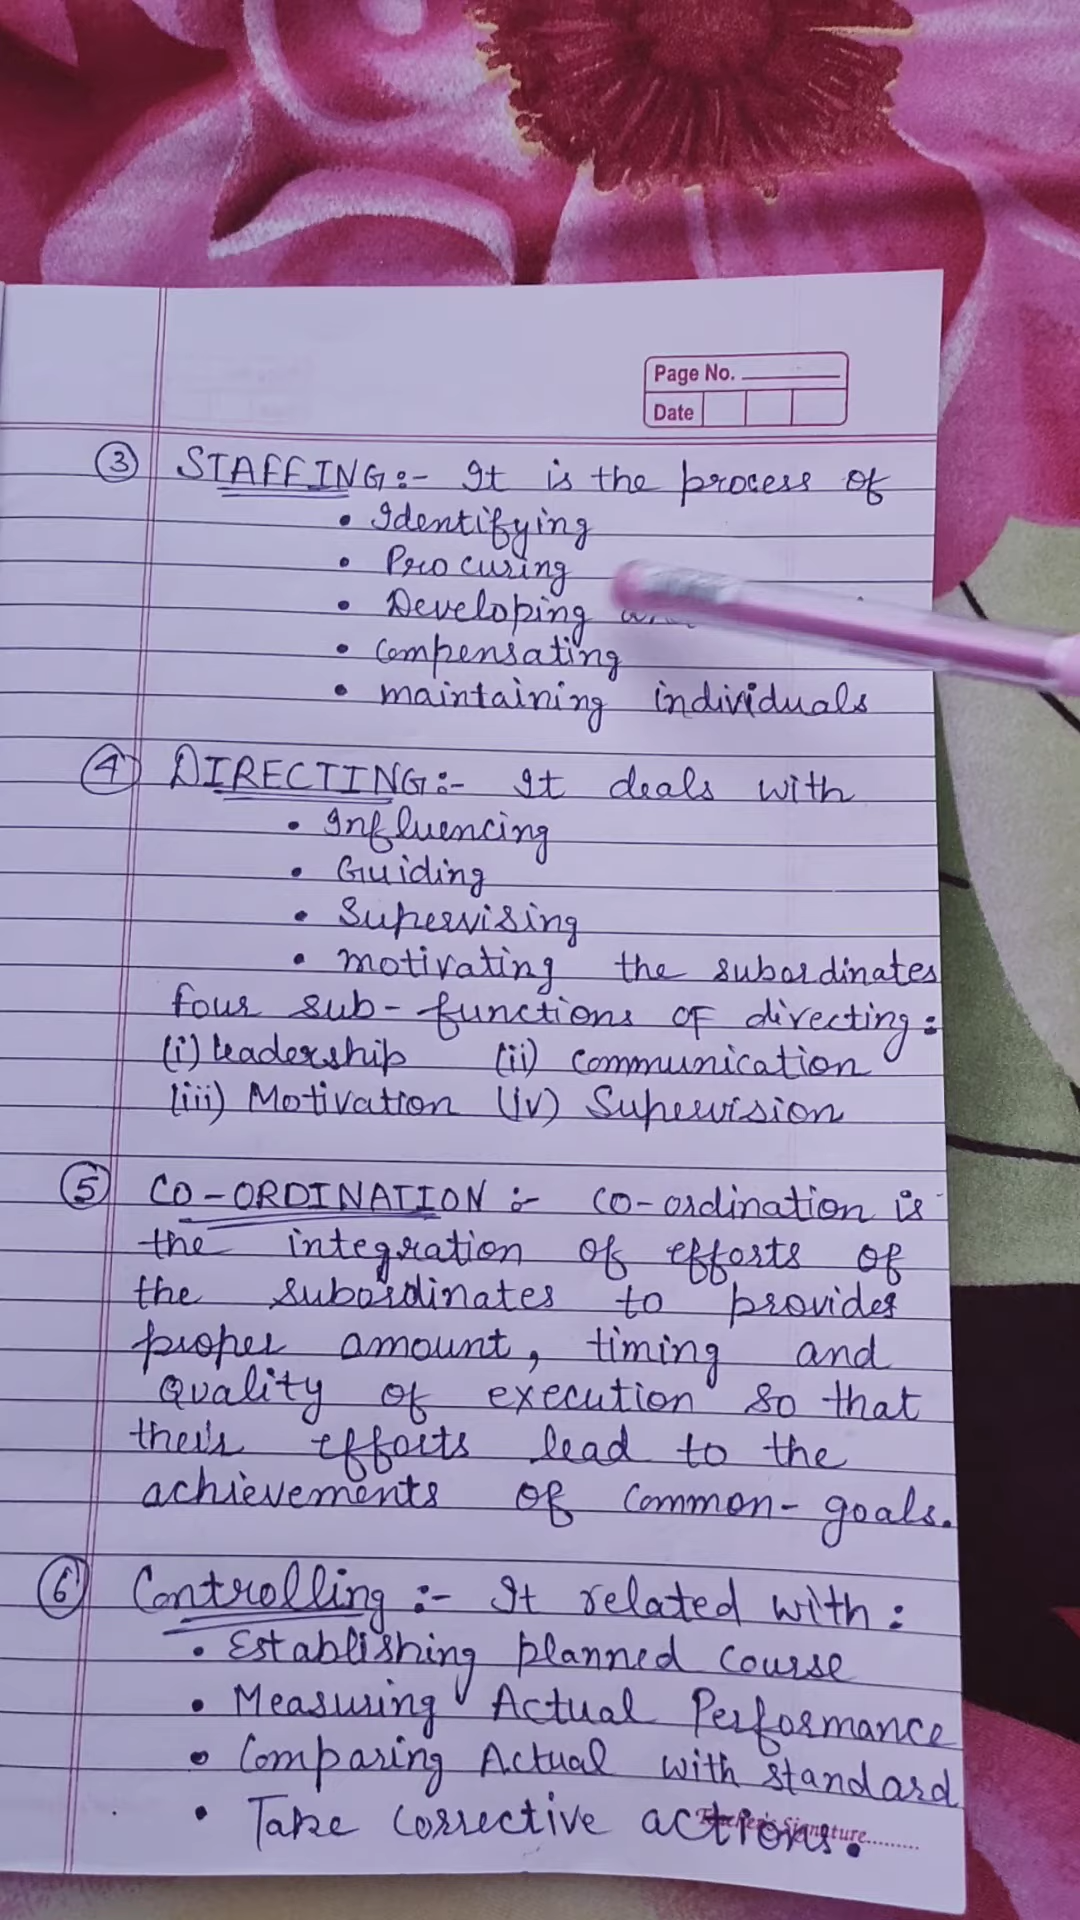 Page No.
Date
③ STAFFING:- It is the process of
• Identifying
• Procuring
• Developing
• Compensating
• maintaining individuals
④ DIRECTING:- It deals with
• Influencing
• Guiding
• Supervising
• motivating the subordinates
four sub-functions of directing:
(i) leadership (ii) communication
(iii) Motivation (iv) Supervision
⑤ CO-ORDINATION :- CO-ordination is
the integration of efforts of
the subordinates to provides
proper amount, timing and
Quality of execution so that
their efforts lead to the
achievements of common-goals.
⑥ Controlling :- It related with:
• Establishing planned course
• Measuring Actual Performance
• Comparing Actual with standard
• Take corrective actions.
Teacher's Signature.........